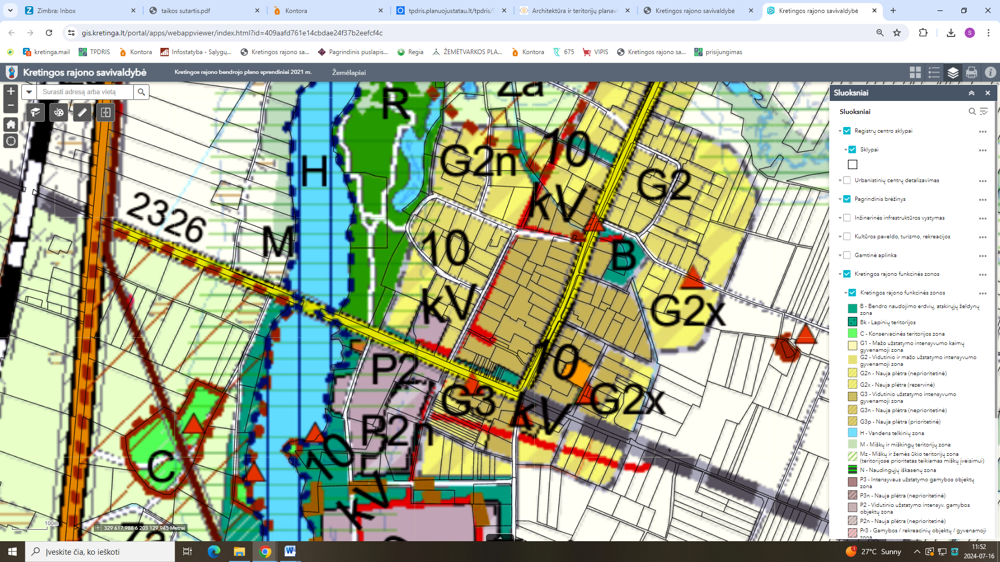 Zimbra: Inbox
taikos sutartis.pdf
Kontora
tpdris.planuojustatau.lt/tpdris/
Architektūra ir teritorijų planavi
Kretingos rajono savivaldybė
Kretingos rajono savivaldybė
gis.kretinga.lt/portal/apps/webappviewer/index.html?id=409aafd761e14cbdae24f37b2eefcf4c
S
kretinga.mail
TPDRIS
Kontora
Infostatyba - Sąlygų...
Kretingos rajono sa...
Pagrindinis puslapis...
Regia
ŽEMĖTVARKOS PLA...
Kontora
675
VIPIS
Kretingos rajono sa...
prisijungimas
Kretingos rajono savivaldybė
Kretingos rajono bendrojo plano sprendiniai 2021 m.
Žemėlapiai
Surasti adresą arba vietą
R
Za
10
G2n
H
G2
kV
2326
M
10
B
kV
G2x
10
P2
G3
G2x
kV
P2
1
10
C
kV
Za
100m
329 617,988 6 203 129,945 Metrai
Sluoksniai
Sluoksniai
Registrų centro sklypai
Sklypai
Urbanistinių centrų detalizavimas
Pagrindinis brėžinys
Inžinerinės infrastruktūros vystymas
Kultūros paveldo, turizmo, rekreacijos
Gamtinė aplinka
Kretingos rajono funkcinės zonos
Kretingos rajono funkcinės zonos
B - Bendro naudojimo erdvių, atskirųjų želdynų
zona
Bk - Lapinių teritorijos
C - Konservacinės teritorijos zona
G1 - Mažo užstatymo intensyvumo kaimų
gyvenamoji zona
G2 - Vidutinio ir mažo užstatymo intensyvumo
gyvenamoji zona
G2n - Nauja plėtra (neprioritetinė)
G2x - Nauja plėtra (rezervinė)
G3 - Vidutinio užstatymo intensyvumo
gyvenamoji zona
G3n - Nauja plėtra (neprioritetinė)
G3p - Nauja plėtra (prioritetinė)
H - Vandens telkinių zona
M - Miškų ir miškingų teritorijų zona
Mz - Miškų ir žemės ūkio teritorijų zona
(teritorijose prioritetas teikiamas miškų įveisimui)
N - Naudingųjų iškasenų zona
P3 - Intensyvaus užstatymo gamybos objektų
zona
P3n - Nauja plėtra (neprioritetinė)
P2 - Vidutinio užstatymo intensyv. gamybos
objektų zona
P2n - Nauja plėtra (neprioritetinė)
Pr3 - Gamybos / rekreacinių objektų / gyvenamoji
zona
Įveskite čia, ko ieškoti
27°C Sunny
11:52
2024-07-16